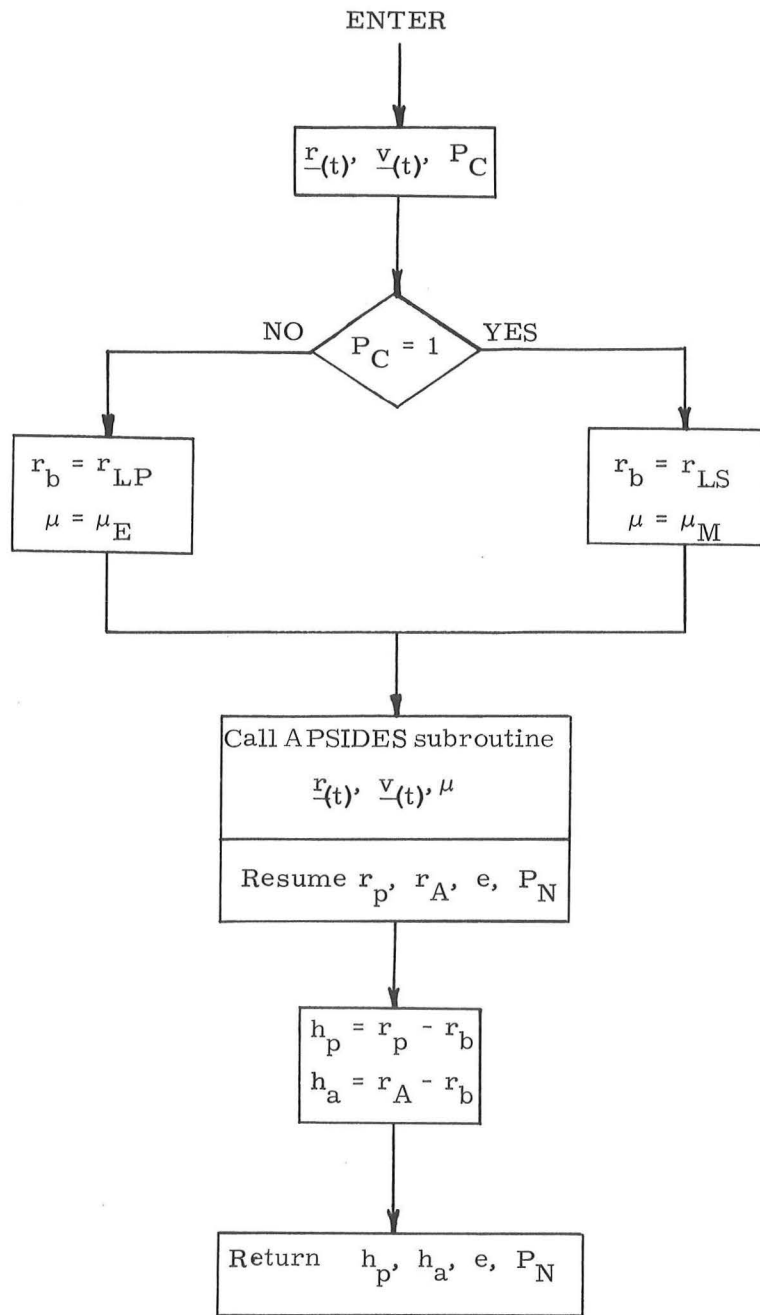 ENTER
r(t), v(t), P_C
NO
P_C = 1
YES
r_b = r_LP
μ = μ_E
r_b = r_LS
μ = μ_M
Call APSIDES subroutine
r(t), v(t), μ
Resume r_p, r_A, e, P_N
h_p = r_p - r_b
h_a = r_A - r_b
Return h_p, h_a, e, P_N